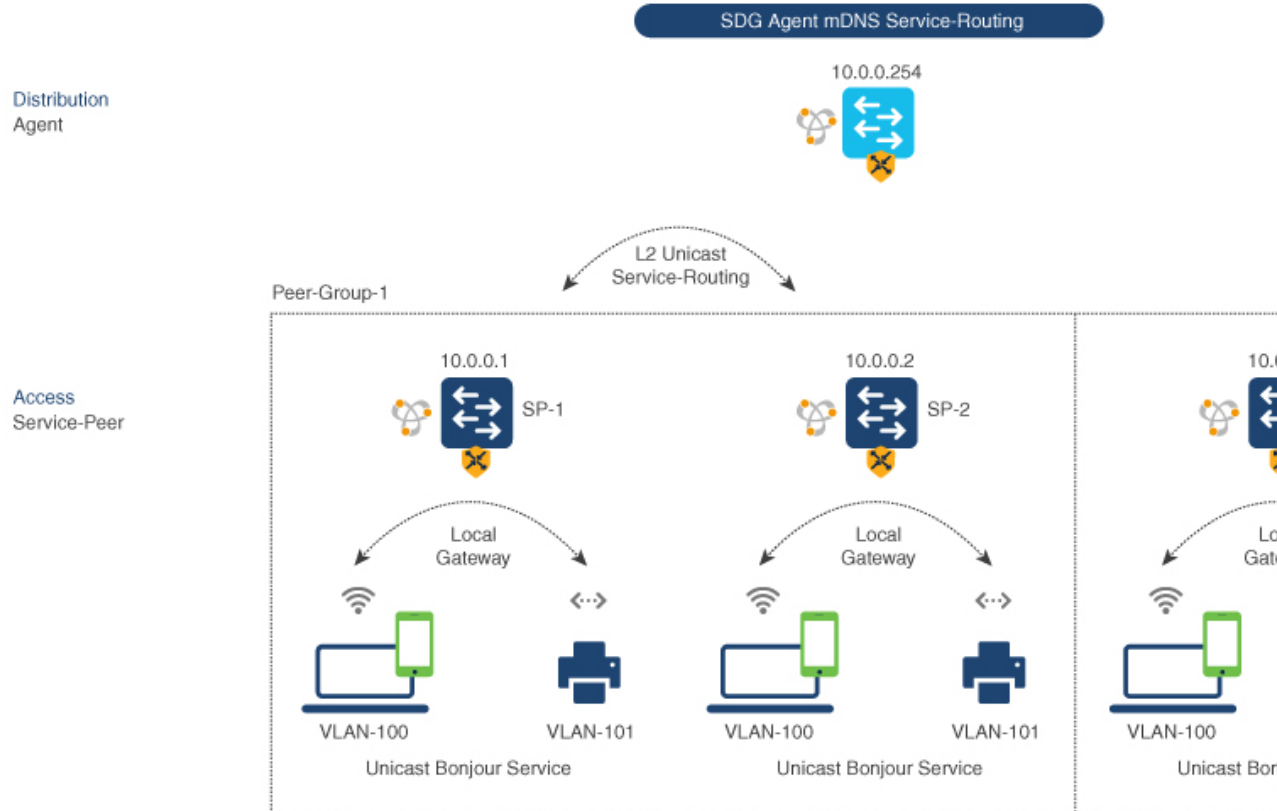 SDG Agent mDNS Service-Routing
10.0.0.254
Distribution
Agent
L2 Unicast
Service-Routing
Peer-Group-1
10.0.0.1
10.0.0.2
Access
Service-Peer
SP-1
SP-2
Local
Gateway
Local
Gateway
VLAN-100
VLAN-101
VLAN-100
VLAN-101
VLAN-100
Unicast Bonjour Service
Unicast Bonjour Service
Unicast